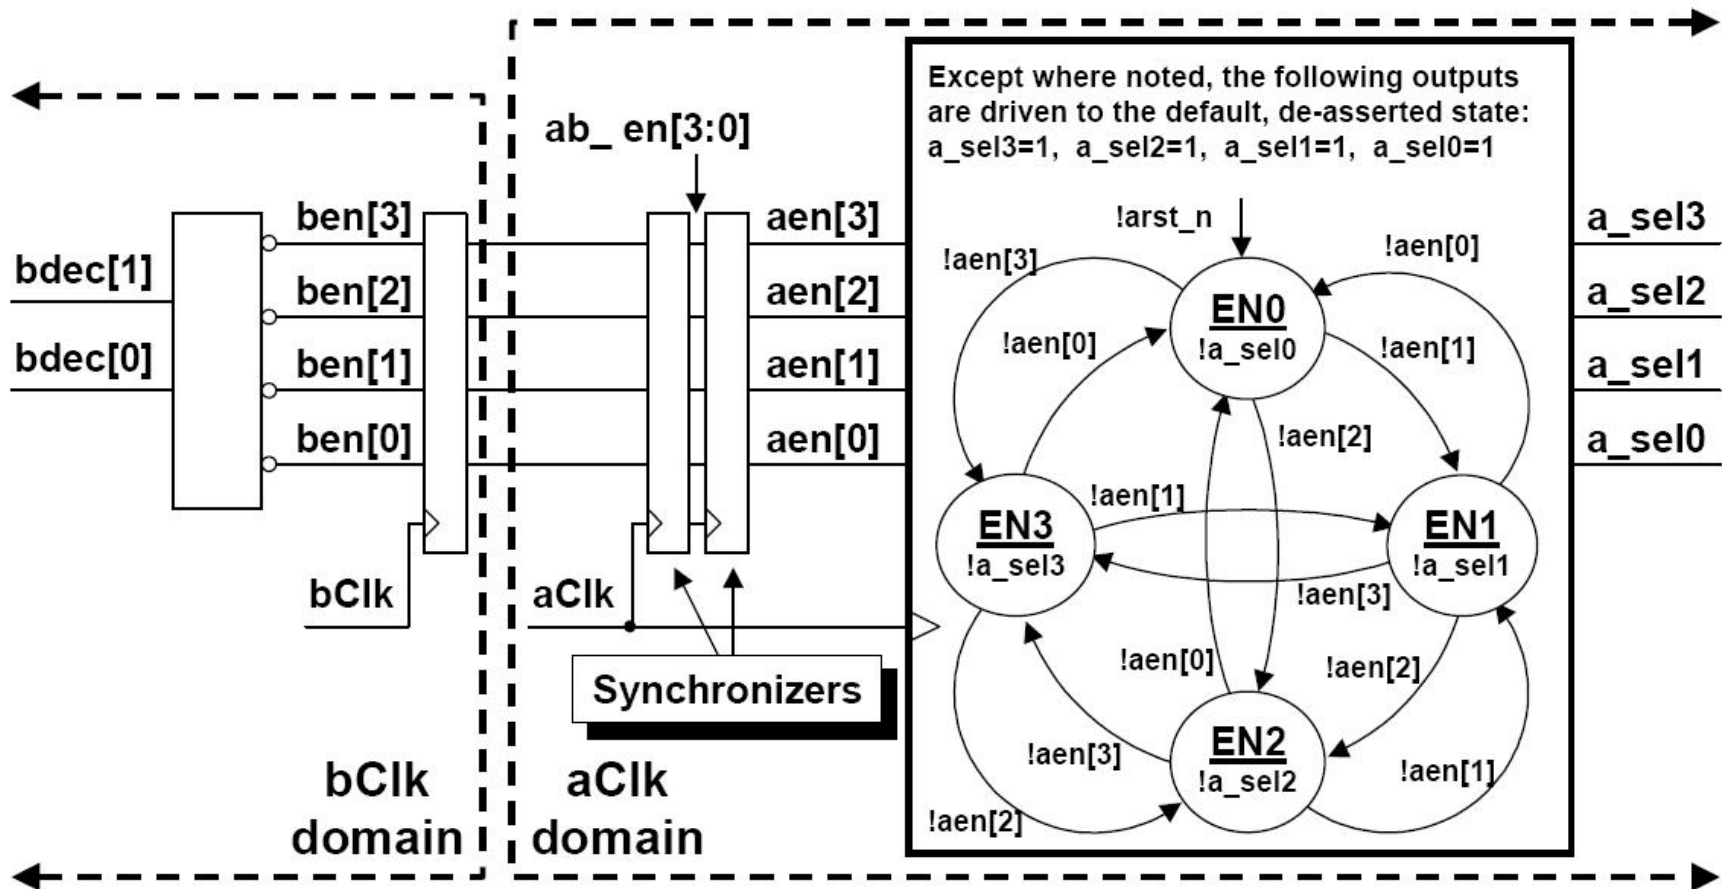 Except where noted, the following outputs
are driven to the default, de-asserted state:
a_sel3=1, a_sel2=1, a_sel1=1, a_sel0=1
ab_ en[3:0]
bdec[1]
bdec[0]
ben[3]
ben[2]
ben[1]
ben[0]
aen[3]
aen[2]
aen[1]
aen[0]
bClk
aClk
Synchronizers
bClk
domain
aClk
domain
!arst_n
!aen[3]
!aen[0]
!aen[0]
!aen[1]
EN0
!a_sel0
!aen[2]
!aen[1]
EN3
!a_sel3
EN1
!a_sel1
!aen[3]
!aen[0]
!aen[2]
!aen[3]
EN2
!a_sel2
!aen[1]
!aen[2]
a_sel3
a_sel2
a_sel1
a_sel0